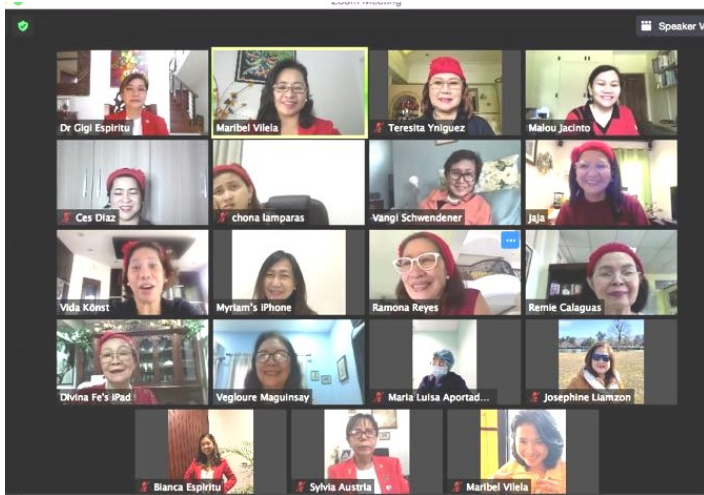 Zoom Meeting
Speaker V
Dr Gigi Espiritu
Maribel Vilela
Teresita Yniguez
Malou Jacinto
Ces Diaz
chona lamparas
Vangi Schwendener
Jaja
Vida Könst
Myriam's iPhone
Ramona Reyes
Remie Calaguas
Divina Fe's iPad
Vegloure Maguinsay
Maria Luisa Aportad...
Josephine Liamzon
Bianca Espiritu
Sylvia Austria
Maribel Vilela